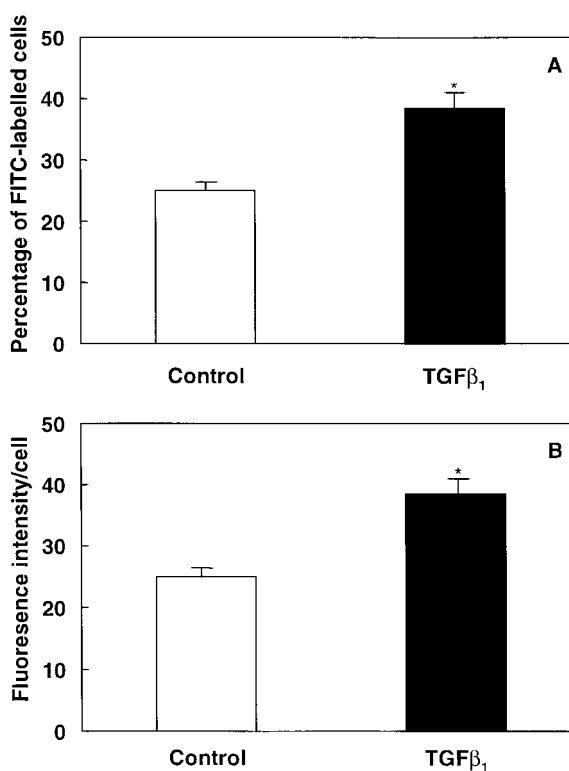 Percentage of FITC-labelled cells
50
40
30
20
10
0
A
*
Control
TGFβ₁
Fluoresence intensity/cell
50
40
30
20
10
0
B
*
Control
TGFβ₁